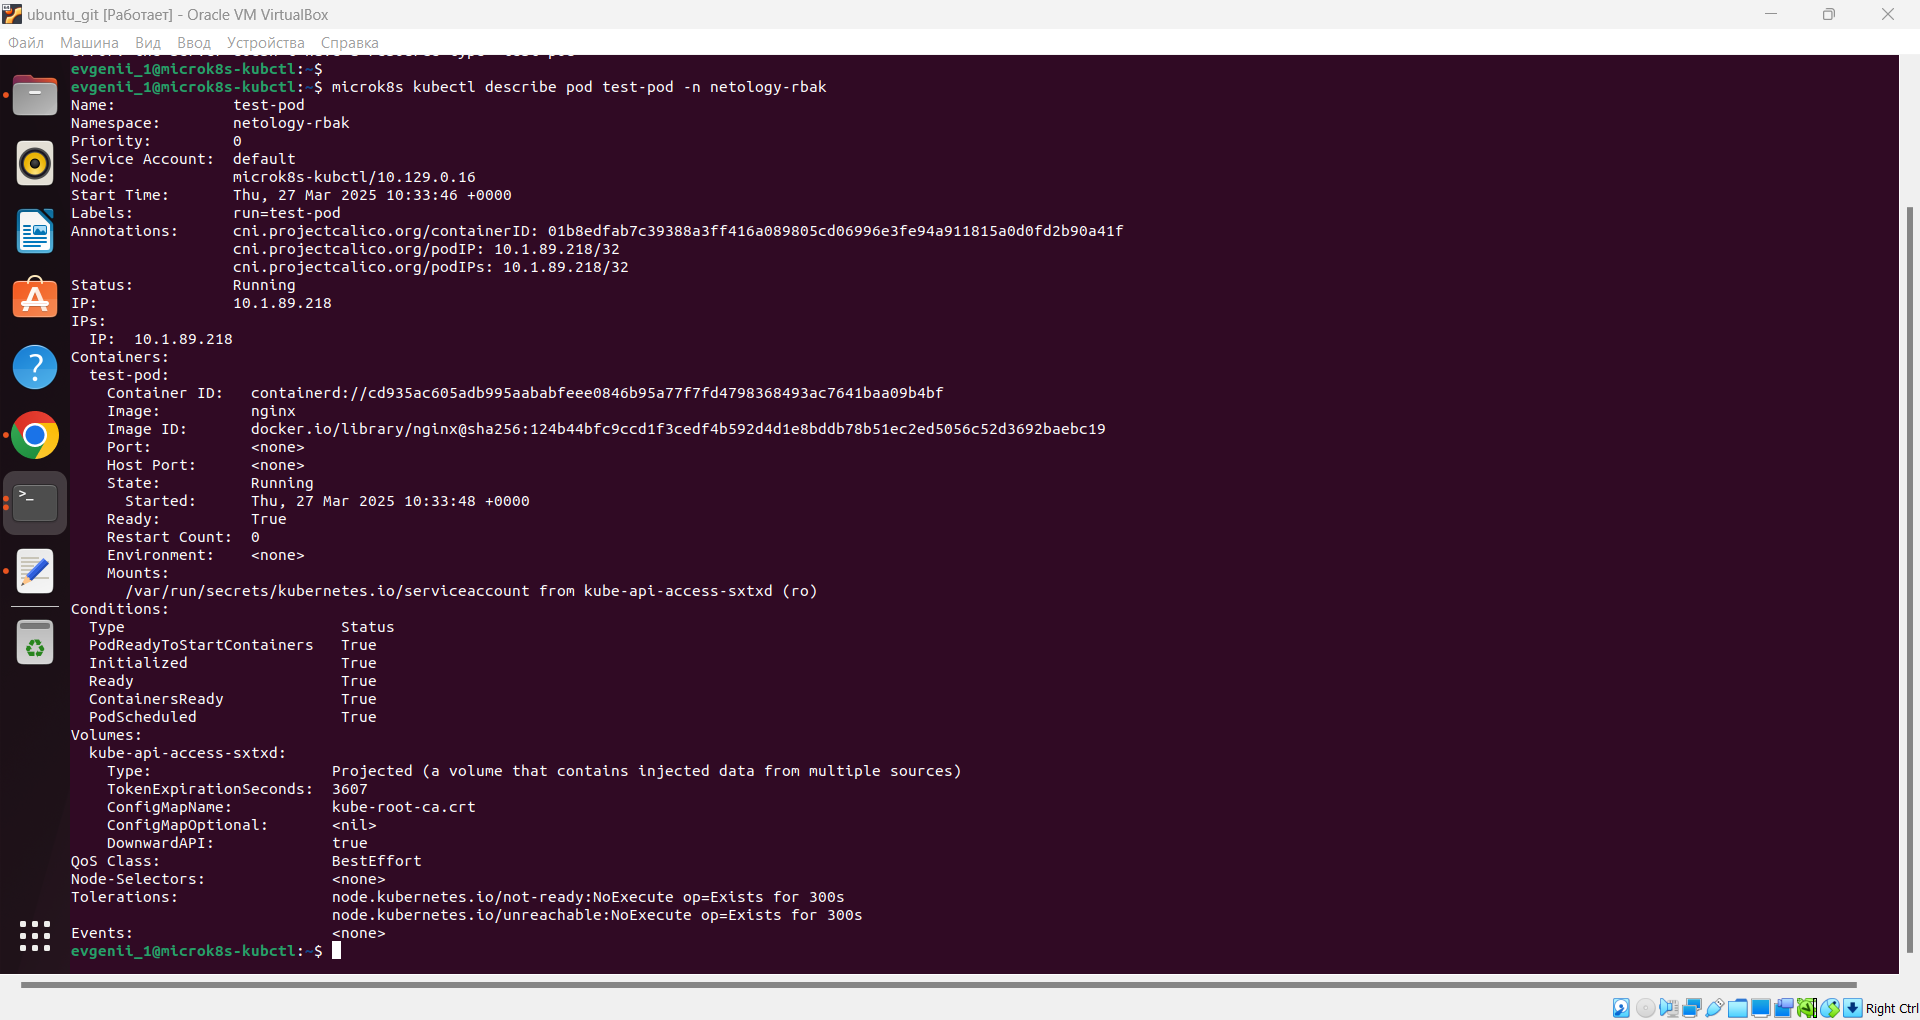 ubuntu_git [Работает] - Oracle VM VirtualBox
Файл Машина Вид Ввод Устройства Справка
evgenii_1@microk8s-kubctl:~$
evgenii_1@microk8s-kubctl:~$ microk8s kubectl describe pod test-pod -n netology-rbak
Name: test-pod
Namespace: netology-rbak
Priority: 0
Service Account: default
Node: microk8s-kubctl/10.129.0.16
Start Time: Thu, 27 Mar 2025 10:33:46 +0000
Labels: run=test-pod
Annotations: cni.projectcalico.org/containerID: 01b8edfab7c39388a3ff416a089805cd06996e3fe94a911815a0d0fd2b90a41f
cni.projectcalico.org/podIP: 10.1.89.218/32
cni.projectcalico.org/podIPs: 10.1.89.218/32
Status: Running
IP: 10.1.89.218
IPs:
IP: 10.1.89.218
Containers:
test-pod:
Container ID: containerd://cd935ac605adb995aababfeee0846b95a77f7fd4798368493ac7641baa09b4bf
Image: nginx
Image ID: docker.io/library/nginx@sha256:124b44bfc9ccd1f3cedf4b592d4d1e8bddb78b51ec2ed5056c52d3692baebc19
Port: <none>
Host Port: <none>
State: Running
Started: Thu, 27 Mar 2025 10:33:48 +0000
Ready: True
Restart Count: 0
Environment: <none>
Mounts:
/var/run/secrets/kubernetes.io/serviceaccount from kube-api-access-sxtxd (ro)
Conditions:
Type Status
PodReadyToStartContainers True
Initialized True
Ready True
ContainersReady True
PodScheduled True
Volumes:
kube-api-access-sxtxd:
Type: Projected (a volume that contains injected data from multiple sources)
TokenExpirationSeconds: 3607
ConfigMapName: kube-root-ca.crt
ConfigMapOptional: <nil>
DownwardAPI: true
QoS Class: BestEffort
Node-Selectors: <none>
Tolerations: node.kubernetes.io/not-ready:NoExecute op=Exists for 300s
node.kubernetes.io/unreachable:NoExecute op=Exists for 300s
Events: <none>
evgenii_1@microk8s-kubctl:~$
Right Ctrl